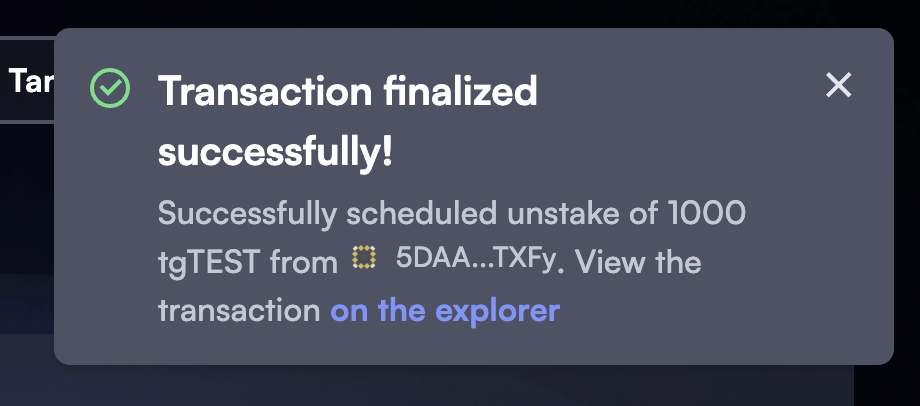 Tar
Transaction finalized
successfully!
Successfully scheduled unstake of 1000
tgTEST from 5DAA...TXFy. View the
transaction on the explorer